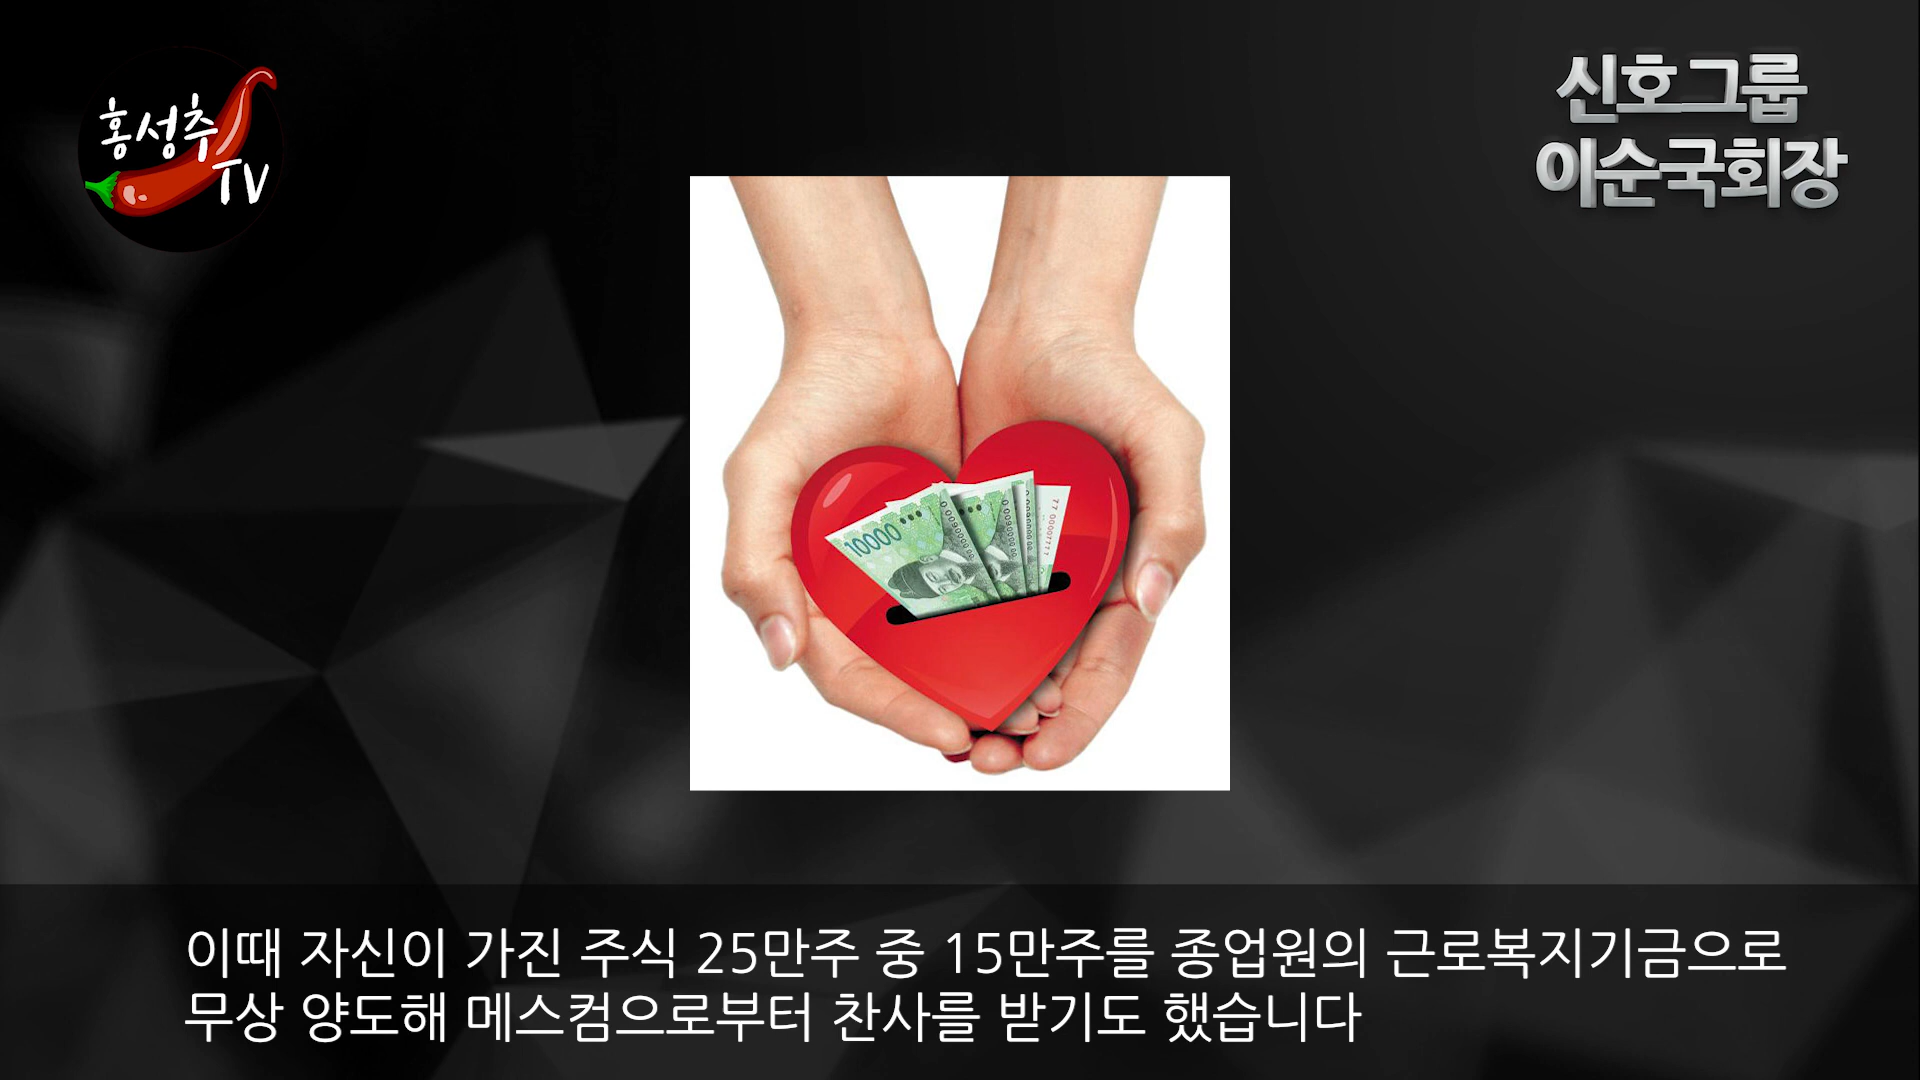 홍성추
TV
신호그룹
이순국회장
10000
이때 자신이 가진 주식 25만주 중 15만주를 종업원의 근로복지기금으로
무상 양도해 메스컴으로부터 찬사를 받기도 했습니다